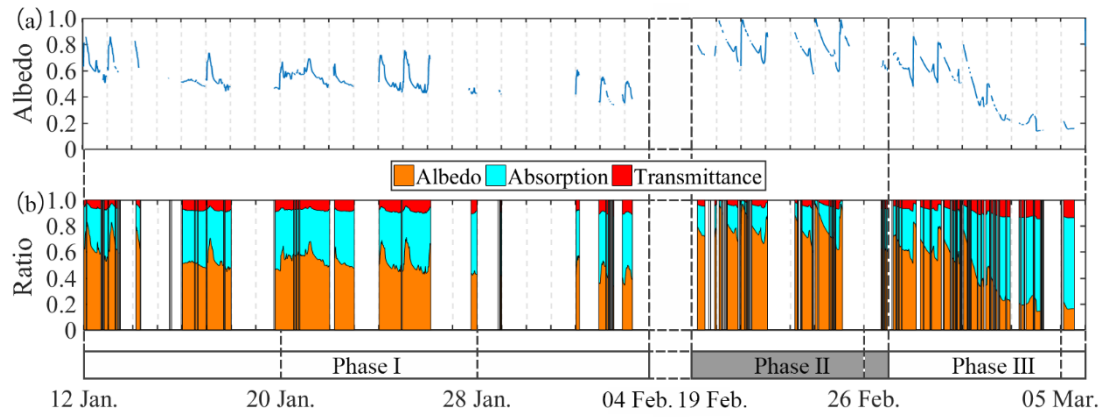 (a)
Albedo
1.0
0.8
0.6
0.4
0.2
0
Albedo Absorption Transmittance
(b)
Ratio
1.0
0.8
0.6
0.4
0.2
0
Phase I Phase II Phase III
12 Jan. 20 Jan. 28 Jan. 04 Feb. 19 Feb. 26 Feb. 05 Mar.